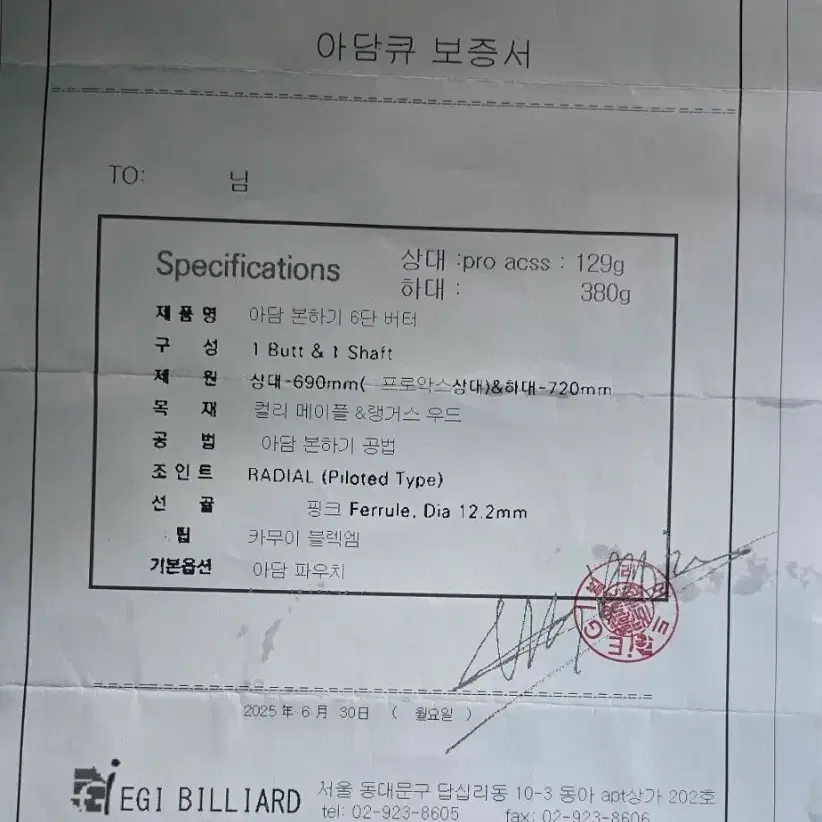 아담큐 보증서
TO: 님
Specifications
상대 :pro acss : 129g
하대 : 380g
제품명 아담 본하기 6단 버터
구성 1 Butt & 1 Shaft
제원 상대-690mm( 프로악스상대)&하대-720mm
목재 컬리 메이플 &랭거스 우드
공법 아담 본하기 공법
조인트 RADIAL (Piloted Type)
선골 핑크 Ferrule, Dia 12.2mm
팁 카무이 블렉엠
기본옵션 아담 파우치
2025 年 6 月 30日 ( 월요일 )
EGI BILLIARD
서울 동대문구 답십리동 10-3 동아 apt상가 202호
tel: 02-923-8605 fax: 02-923-8606